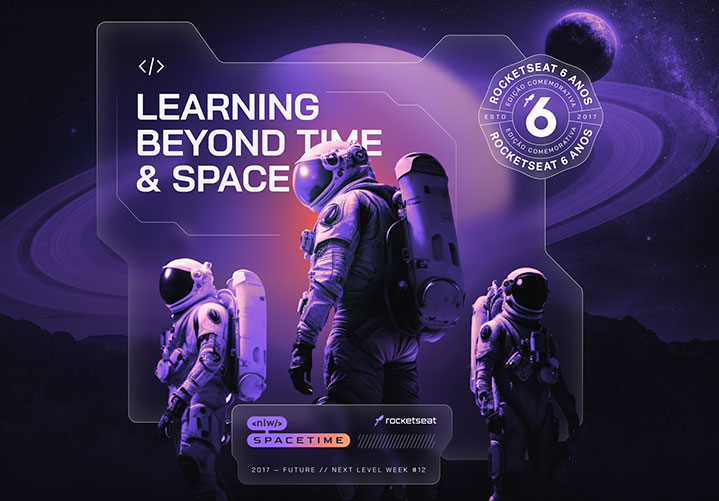 </>
LEARNING
BEYOND TIME
& SPACE
ROCKETSEAT 6 ANOS
EDIÇÃO COMEMORATIVA
ESTD
6
2017
EDIÇÃO COMEMORATIVA
ROCKETSEAT 6 ANOS
<nlw/>
rocketseat
SPACETIME
2017 — FUTURE // NEXT LEVEL WEEK #12